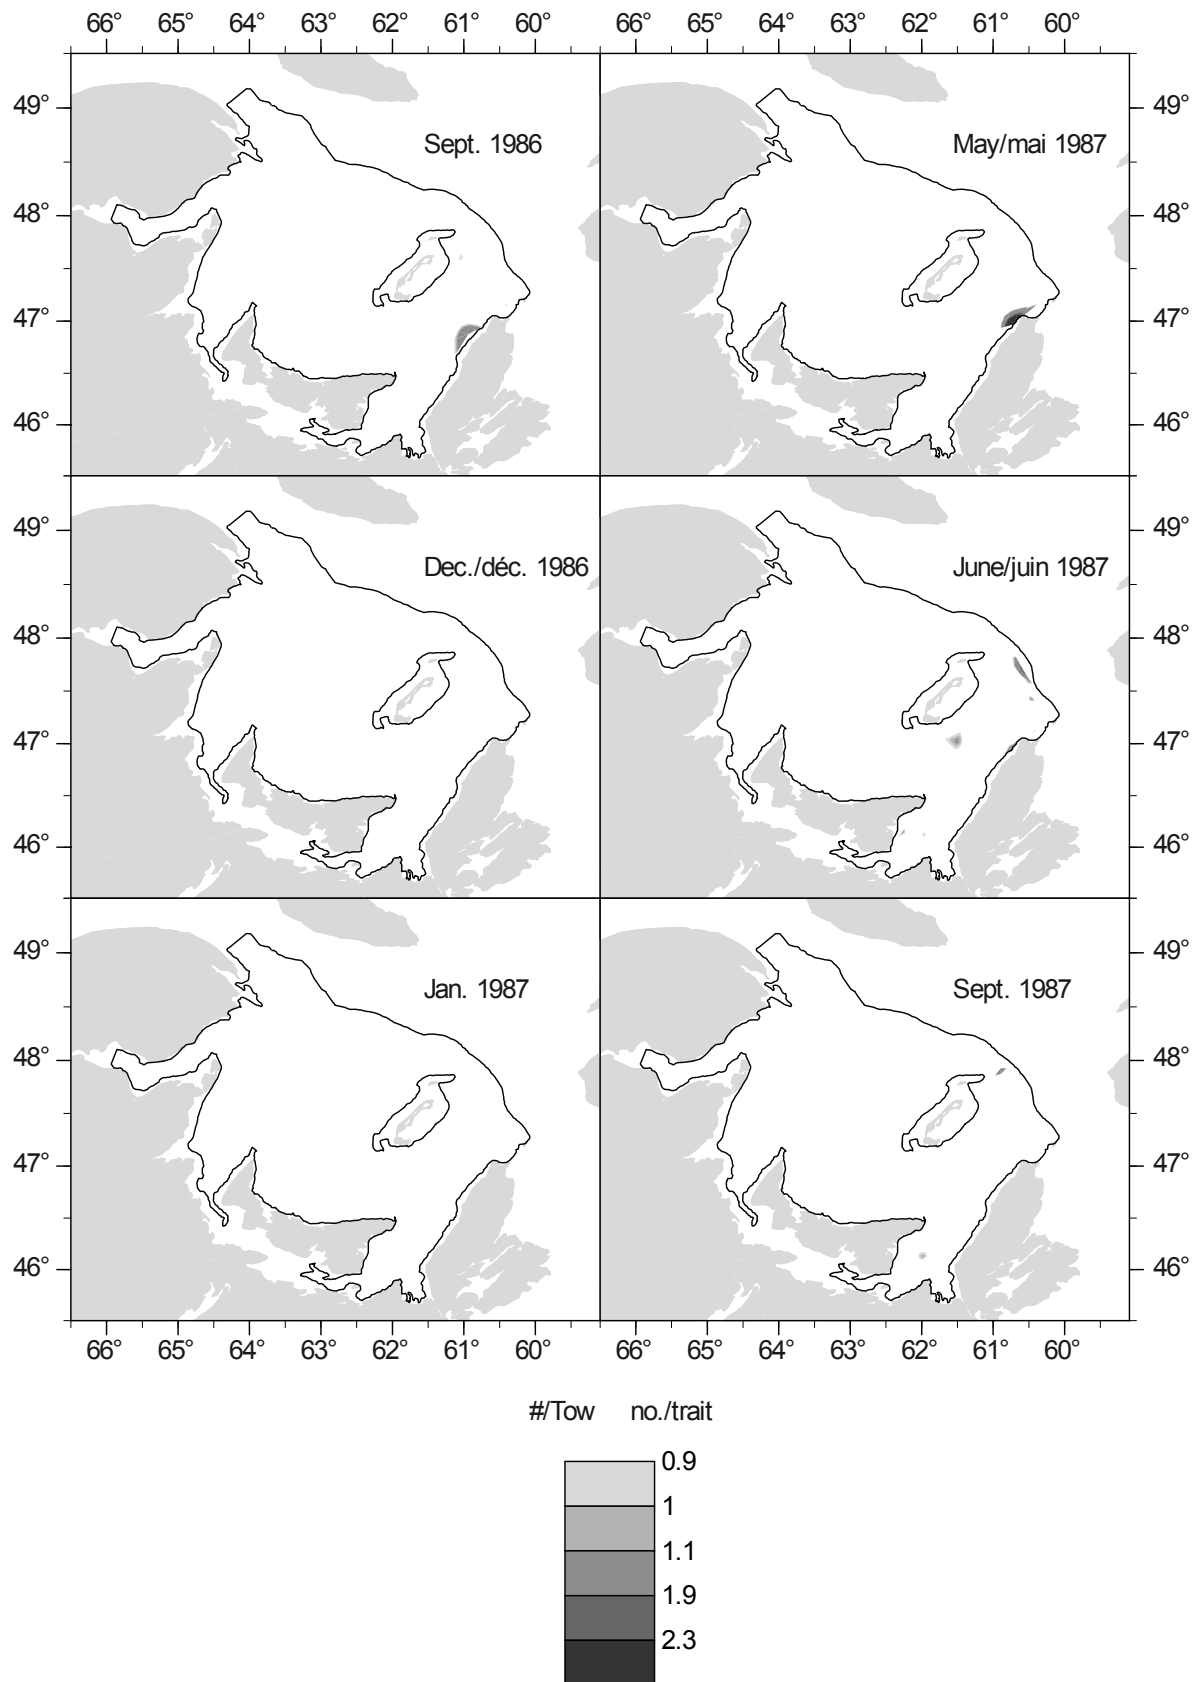 66° 65° 64° 63° 62° 61° 60° 66° 65° 64° 63° 62° 61° 60°
49° 49°
Sept. 1986 May/mai 1987
48° 48°
47° 47°
46° 46°
49° 49°
Dec./déc. 1986 June/juin 1987
48° 48°
47° 47°
46° 46°
49° 49°
Jan. 1987 Sept. 1987
48° 48°
47° 47°
46° 46°
66° 65° 64° 63° 62° 61° 60° 66° 65° 64° 63° 62° 61° 60°
#/Tow no./trait
0.9
1
1.1
1.9
2.3